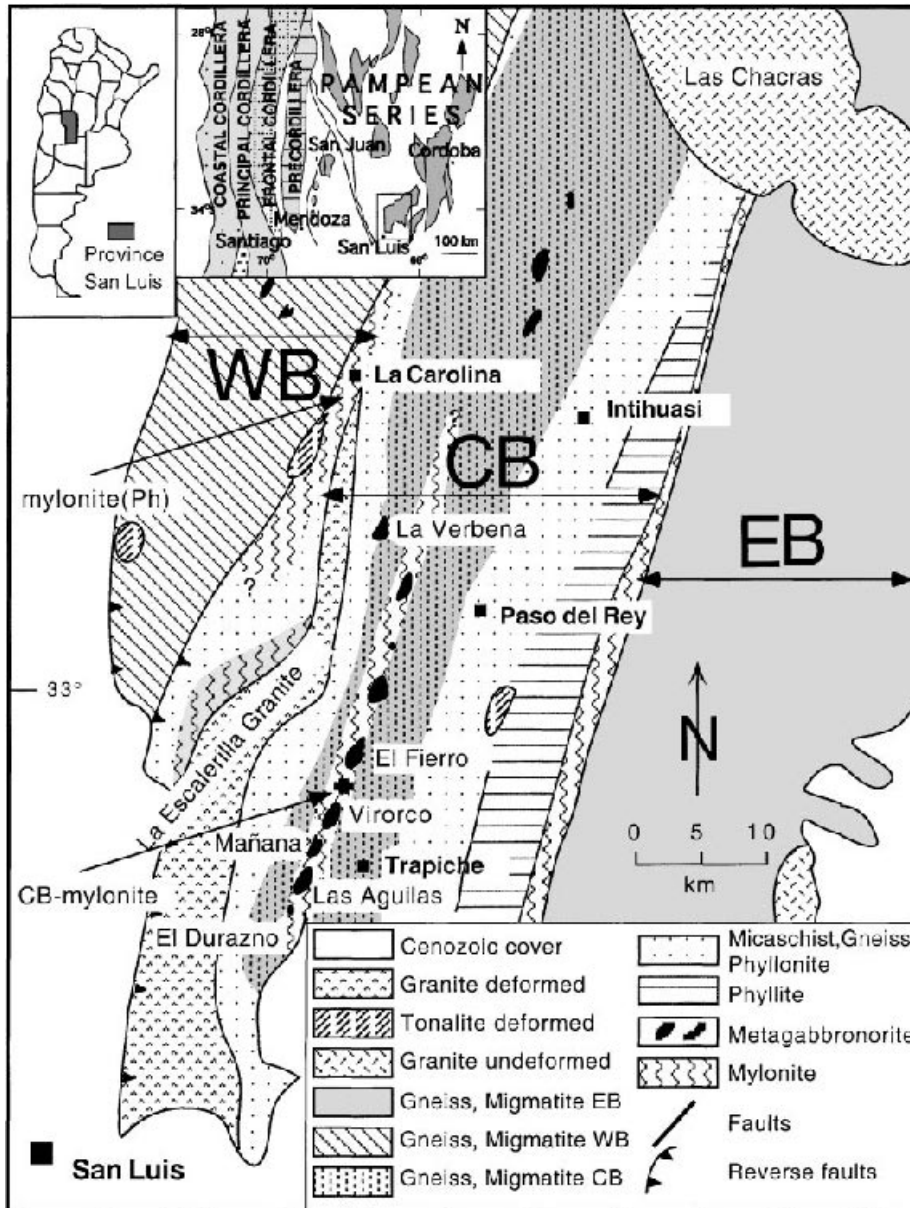 Province
San Luis
28°
34°s
COASTAL CORDILLERA
PRINCIPAL CORDILLERA
FRONTAL CORDILLERA
PRECORDILLERA
N
PAMPEAN
SERIES
San Juan
Cordoba
Mendoza
Santiago
San Luis
100 km
70°
Las Chacras
WB
La Carolina
Intihuasi
CB
mylonite(Ph)
La Verbena
EB
?
Paso del Rey
33°
La Escalerilla Granite
N
El Fierro
Virorco
0 5 10
km
Mañana
Trapiche
CB-mylonite
Las Aguilas
El Durazno
San Luis
Cenozoic cover
Granite deformed
Tonalite deformed
Granite undeformed
Gneiss, Migmatite EB
Gneiss, Migmatite WB
Gneiss, Migmatite CB
Micaschist,Gneiss
Phyllonite
Phyllite
Metagabbronorite
Mylonite
Faults
Reverse faults